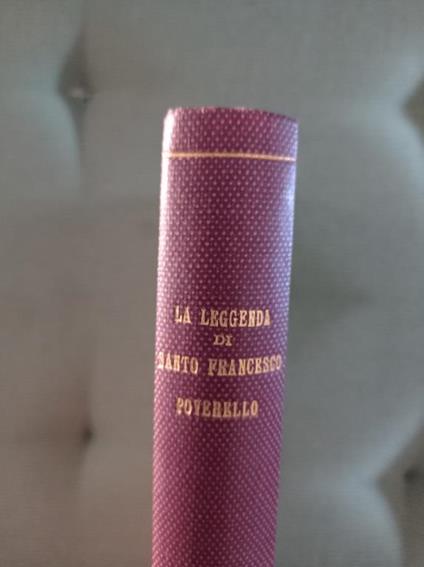 LA LEGGENDA
DI
SANTO FRANCESCO
POVERELLO